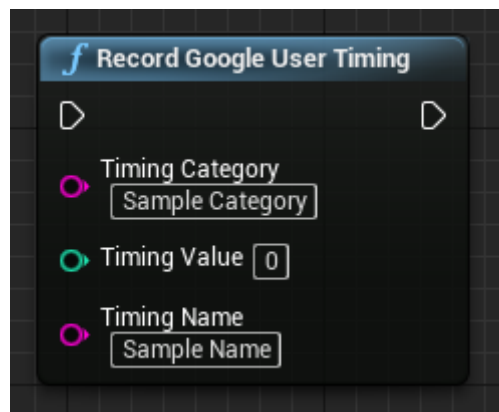 f Record Google User Timing
Timing Category
Sample Category
Timing Value 0
Timing Name
Sample Name